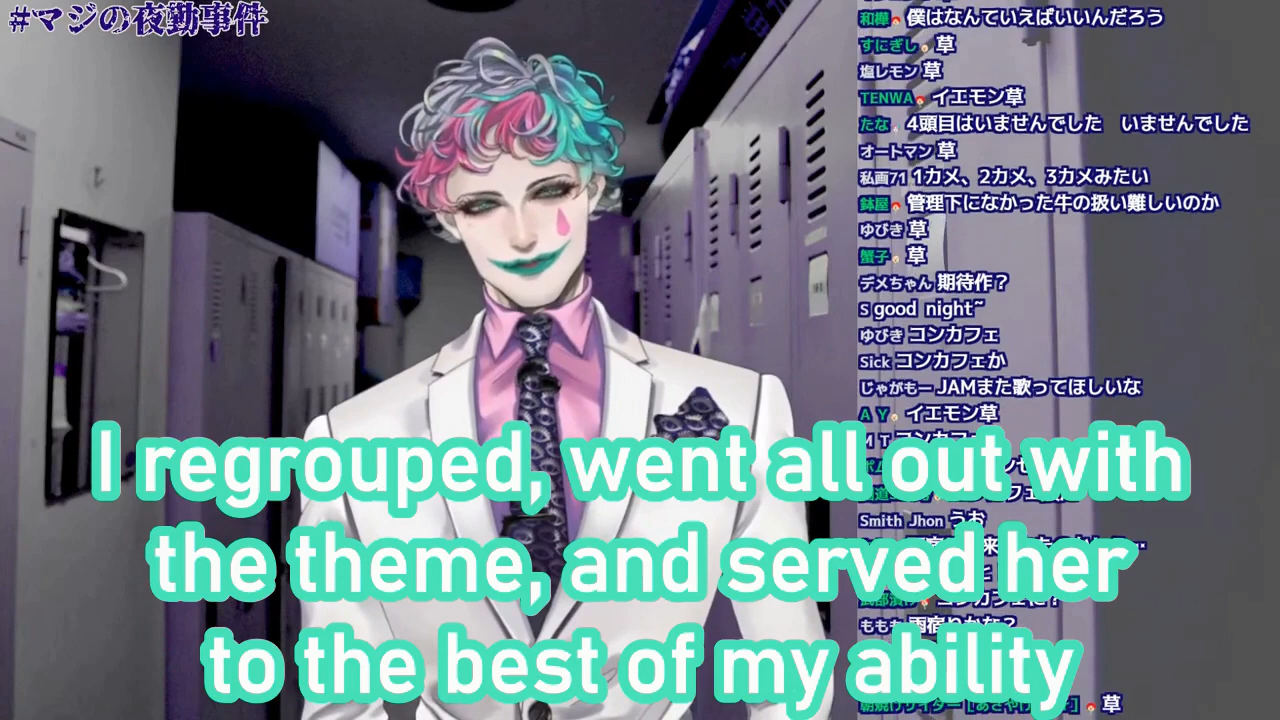 #マジの夜勤事件
和樺 僕はなんていえばいいんだろう
すにぎし 草
塩レモン 草
TENWA イエモン草
たな 4頭目はいませんでした いませんでした
オートマン 草
私画71 1カメ、2カメ、3カメみたい
鉢屋 管理下になかった牛の扱い難しいのか
ゆびき 草
蟹子 草
デメちゃん 期待作?
S good night~
ゆびき コンカフェ
Sick コンカフェか
じゃがもー JAMまた歌ってほしいな
A Y イエモン草
I regrouped, went all out with
Smith Jhon うお
the theme, and served her
to the best of my ability
草